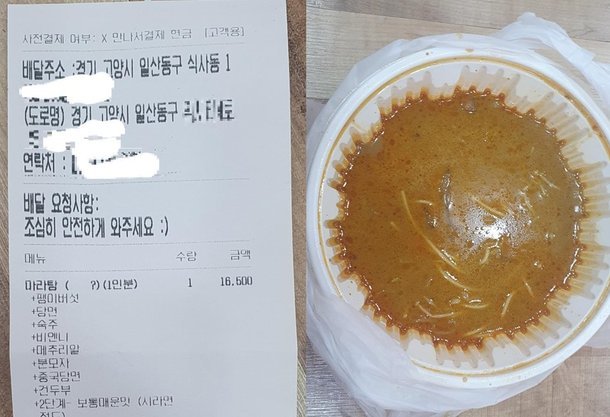 사전결제 여부: X 만나서결제 현금 [고객용]
배달주소 :경기 고양시 일산동구 식사동 1
(도로명) 경기 고양시 일산동구
연락처 :
배달 요청사항:
조심히 안전하게 와주세요 :)
메뉴 수량 금액
마라탕 ( ?)(1인분) 1 16,600
+팽이버섯
+당면
+숙주
+비엔나
+메추리알
+분모자
+중국당면
+건두부
+2단계- 보통매운맛 (시라면
정도)